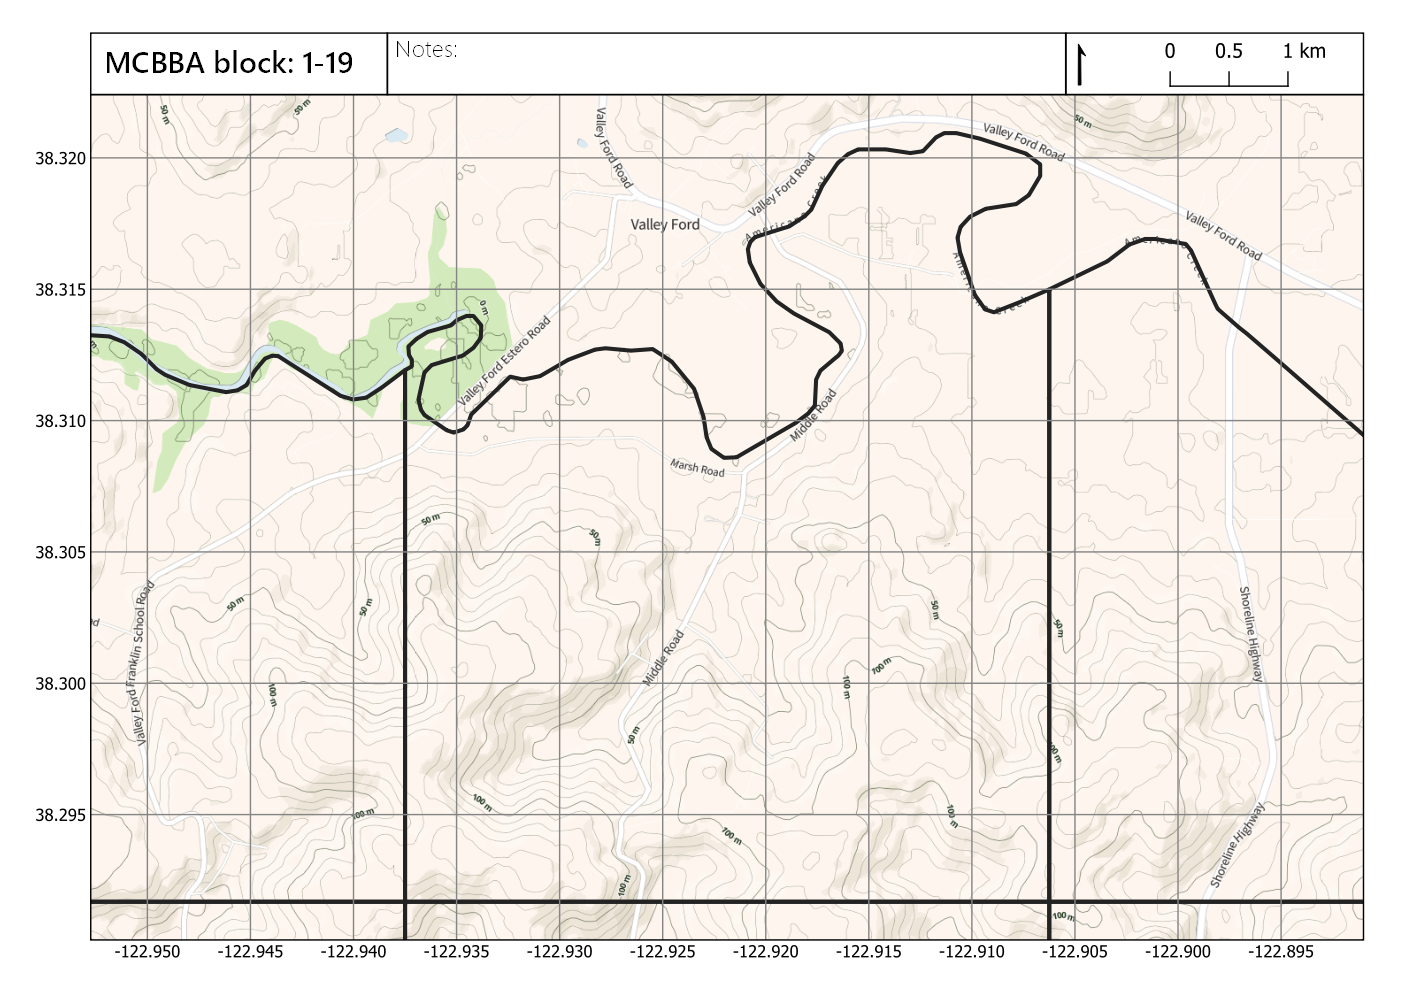 MCBBA block: 1-19
Notes:
0 0.5 1 km
50 m
50 m
50 m
Valley Ford Road
Valley Ford Road
Valley Ford Road
Valley Ford Road
Valley Ford
Americano Creek
Americano Creek
Americano Creek
38.320
38.315
38.310
38.305
38.300
38.295
0 m
m
Valley Ford Estero Road
Middle Road
Marsh Road
50 m
50 m
50 m
50 m
50 m
50 m
Valley Ford Franklin School Road
Shoreline Highway
Middle Road
100 m
100 m
100 m
50 m
100 m
100 m
100 m
100 m
100 m
Shoreline Highway
100 m
100 m
-122.950 -122.945 -122.940 -122.935 -122.930 -122.925 -122.920 -122.915 -122.910 -122.905 -122.900 -122.895